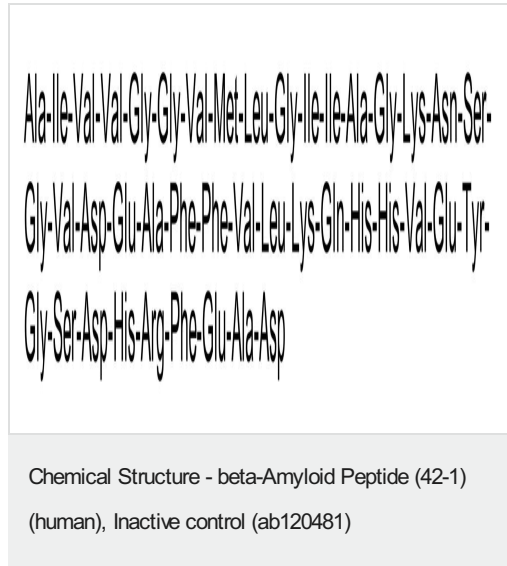 Ala-Ile-Val-Val-Gly-Gly-Val-Met-Leu-Gly-Ile-Ile-Ala-Gly-Lys-Asn-Ser-
Gly-Val-Asp-Glu-Ala-Phe-Phe-Val-Leu-Lys-Gln-His-His-Val-Glu-Tyr-
Gly-Ser-Asp-His-Arg-Phe-Glu-Ala-Asp
Chemical Structure - beta-Amyloid Peptide (42-1)
(human), Inactive control (ab120481)